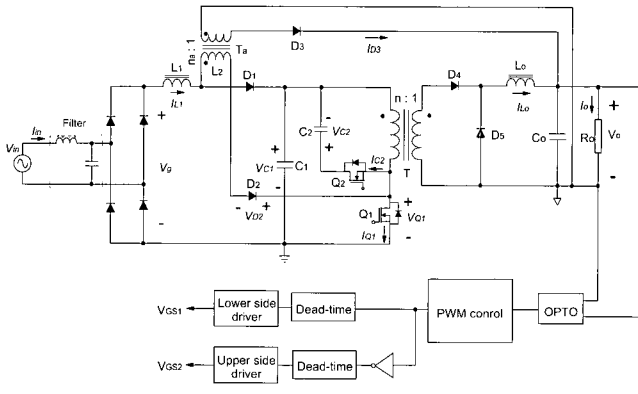 na : 1
Ta
L2
D3
ID3
L1
IL1
D1
n : 1
D4
Lo
ILo
Io
Filter
Iin
Vin
+
Vg
-
C2
-
VC2
+
+
VC1
-
C1
IC2
Q2
T
D5
Co
Ro
+
Vo
-
D2
- VD2 +
Q1
IQ1
+
VQ1
-
VGS1
Lower side driver
Dead-time
PWM conrol
OPTO
VGS2
Upper side driver
Dead-time